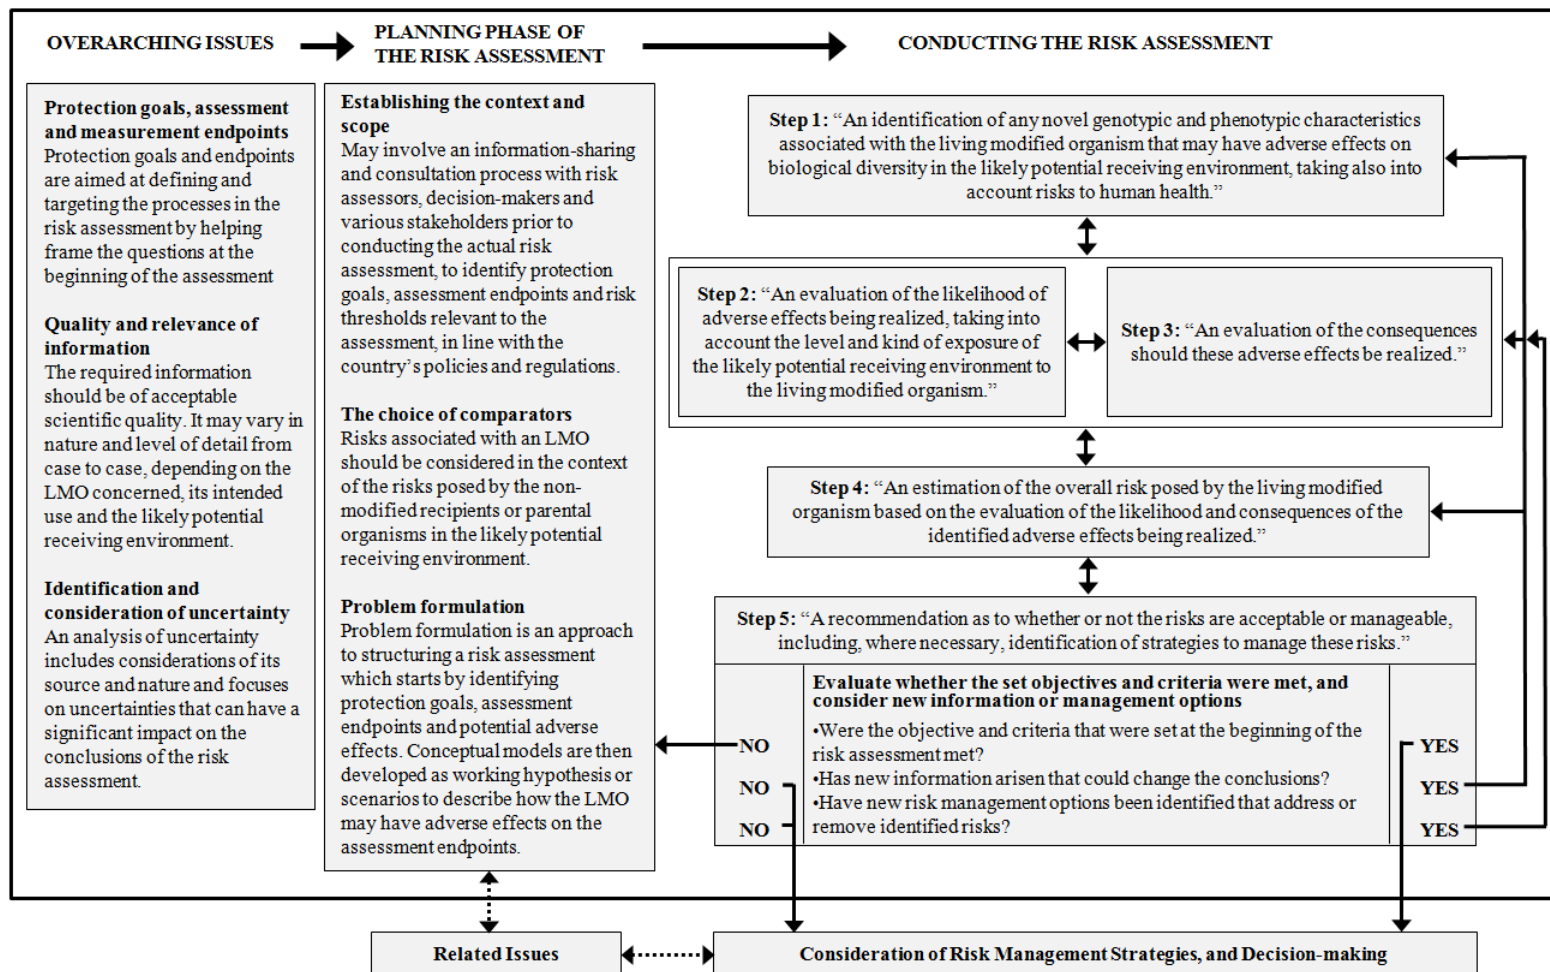 OVERARCHING ISSUES
PLANNING PHASE OF
THE RISK ASSESSMENT
CONDUCTING THE RISK ASSESSMENT
Protection goals, assessment
and measurement endpoints
Protection goals and endpoints
are aimed at defining and
targeting the processes in the
risk assessment by helping
frame the questions at the
beginning of the assessment
Quality and relevance of
information
The required information
should be of acceptable
scientific quality. It may vary in
nature and level of detail from
case to case, depending on the
LMO concerned, its intended
use and the likely potential
receiving environment.
Identification and
consideration of uncertainty
An analysis of uncertainty
includes considerations of its
source and nature and focuses
on uncertainties that can have a
significant impact on the
conclusions of the risk
assessment.
Establishing the context and
scope
May involve an information-sharing
and consultation process with risk
assessors, decision-makers and
various stakeholders prior to
conducting the actual risk
assessment, to identify protection
goals, assessment endpoints and risk
thresholds relevant to the
assessment, in line with the
country’s policies and regulations.
The choice of comparators
Risks associated with an LMO
should be considered in the context
of the risks posed by the non-
modified recipients or parental
organisms in the likely potential
receiving environment.
Problem formulation
Problem formulation is an approach
to structuring a risk assessment
which starts by identifying
protection goals, assessment
endpoints and potential adverse
effects. Conceptual models are then
developed as working hypothesis or
scenarios to describe how the LMO
may have adverse effects on the
assessment endpoints.
Step 1: “An identification of any novel genotypic and phenotypic characteristics
associated with the living modified organism that may have adverse effects on
biological diversity in the likely potential receiving environment, taking also into
account risks to human health.”
Step 2: “An evaluation of the likelihood of
adverse effects being realized, taking into
account the level and kind of exposure of
the likely potential receiving environment to
the living modified organism.”
Step 3: “An evaluation of the consequences
should these adverse effects be realized.”
Step 4: “An estimation of the overall risk posed by the living modified
organism based on the evaluation of the likelihood and consequences of the
identified adverse effects being realized.”
Step 5: “A recommendation as to whether or not the risks are acceptable or manageable,
including, where necessary, identification of strategies to manage these risks.”
Evaluate whether the set objectives and criteria were met, and
consider new information or management options
NO
•Were the objective and criteria that were set at the beginning of the
risk assessment met?
YES
NO
•Has new information arisen that could change the conclusions?
YES
NO
•Have new risk management options been identified that address or
remove identified risks?
YES
Related Issues
Consideration of Risk Management Strategies, and Decision-making